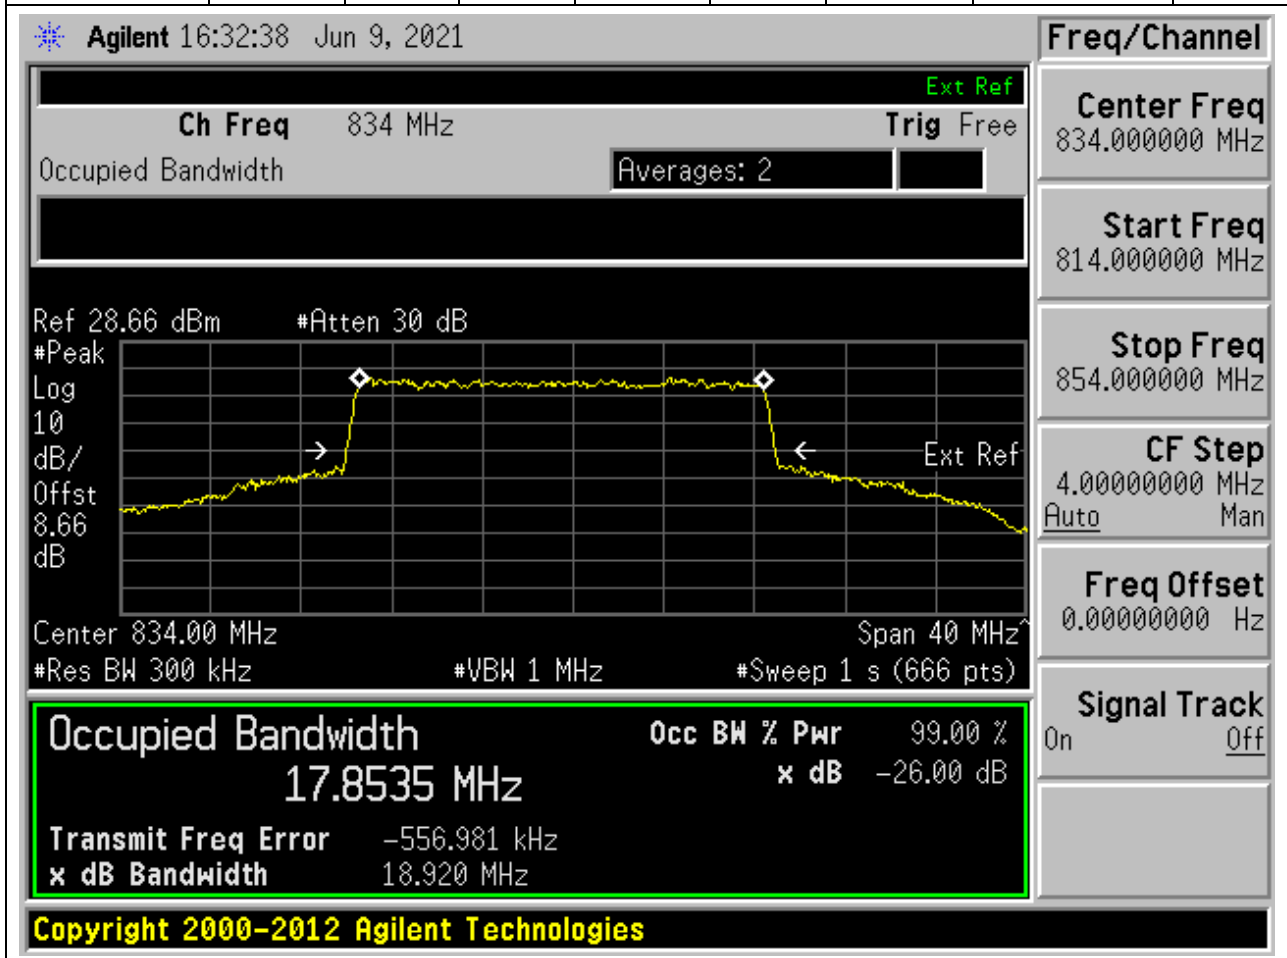 Agilent 16:32:38 Jun 9, 2021
Freq/Channel
Ext Ref
Ch Freq 834 MHz Trig Free
Occupied Bandwidth Averages: 2
Center Freq
834.000000 MHz
Start Freq
814.000000 MHz
Stop Freq
854.000000 MHz
CF Step
4.00000000 MHz
Auto Man
Freq Offset
0.00000000 Hz
Signal Track
On Off
Ref 28.66 dBm #Atten 30 dB
#Peak
Log
10
dB/
Offst
8.66
dB
Ext Ref
Center 834.00 MHz Span 40 MHz^
#Res BW 300 kHz #VBW 1 MHz #Sweep 1 s (666 pts)
Occupied Bandwidth
17.8535 MHz
Occ BW % Pwr 99.00 %
x dB -26.00 dB
Transmit Freq Error -556.981 kHz
x dB Bandwidth 18.920 MHz
Copyright 2000-2012 Agilent Technologies